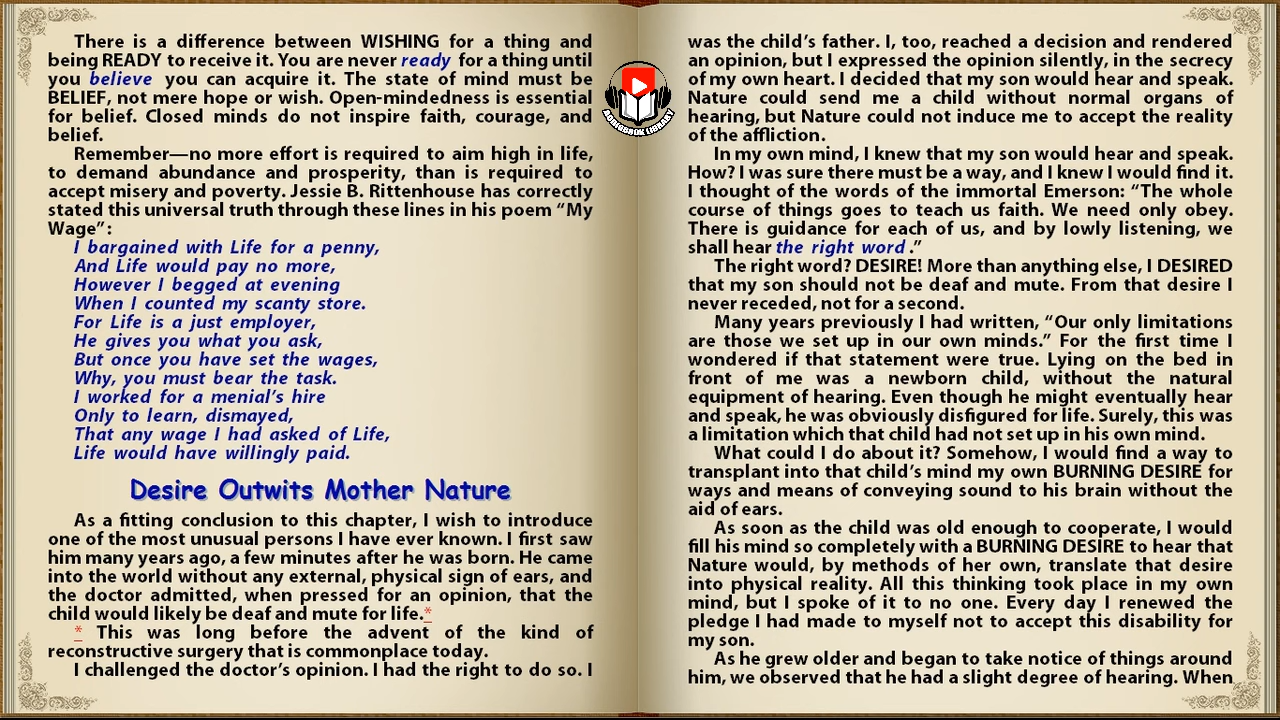 There is a difference between WISHING for a thing and
being READY to receive it. You are never ready for a thing until
you believe you can acquire it. The state of mind must be
BELIEF, not mere hope or wish. Open-mindedness is essential
for belief. Closed minds do not inspire faith, courage, and
belief.
Remember—no more effort is required to aim high in life,
to demand abundance and prosperity, than is required to
accept misery and poverty. Jessie B. Rittenhouse has correctly
stated this universal truth through these lines in his poem “My
Wage”:
I bargained with Life for a penny,
And Life would pay no more,
However I begged at evening
When I counted my scanty store.
For Life is a just employer,
He gives you what you ask,
But once you have set the wages,
Why, you must bear the task.
I worked for a menial’s hire
Only to learn, dismayed,
That any wage I had asked of Life,
Life would have willingly paid.
Desire Outwits Mother Nature
As a fitting conclusion to this chapter, I wish to introduce
one of the most unusual persons I have ever known. I first saw
him many years ago, a few minutes after he was born. He came
into the world without any external, physical sign of ears, and
the doctor admitted, when pressed for an opinion, that the
child would likely be deaf and mute for life.*
* This was long before the advent of the kind of
reconstructive surgery that is commonplace today.
I challenged the doctor’s opinion. I had the right to do so. I
AUDIOBOOK LIBRARY
was the child’s father. I, too, reached a decision and rendered
an opinion, but I expressed the opinion silently, in the secrecy
of my own heart. I decided that my son would hear and speak.
Nature could send me a child without normal organs of
hearing, but Nature could not induce me to accept the reality
of the affliction.
In my own mind, I knew that my son would hear and speak.
How? I was sure there must be a way, and I knew I would find it.
I thought of the words of the immortal Emerson: “The whole
course of things goes to teach us faith. We need only obey.
There is guidance for each of us, and by lowly listening, we
shall hear the right word .”
The right word? DESIRE! More than anything else, I DESIRED
that my son should not be deaf and mute. From that desire I
never receded, not for a second.
Many years previously I had written, “Our only limitations
are those we set up in our own minds.” For the first time I
wondered if that statement were true. Lying on the bed in
front of me was a newborn child, without the natural
equipment of hearing. Even though he might eventually hear
and speak, he was obviously disfigured for life. Surely, this was
a limitation which that child had not set up in his own mind.
What could I do about it? Somehow, I would find a way to
transplant into that child’s mind my own BURNING DESIRE for
ways and means of conveying sound to his brain without the
aid of ears.
As soon as the child was old enough to cooperate, I would
fill his mind so completely with a BURNING DESIRE to hear that
Nature would, by methods of her own, translate that desire
into physical reality. All this thinking took place in my own
mind, but I spoke of it to no one. Every day I renewed the
pledge I had made to myself not to accept this disability for
my son.
As he grew older and began to take notice of things around
him, we observed that he had a slight degree of hearing. When